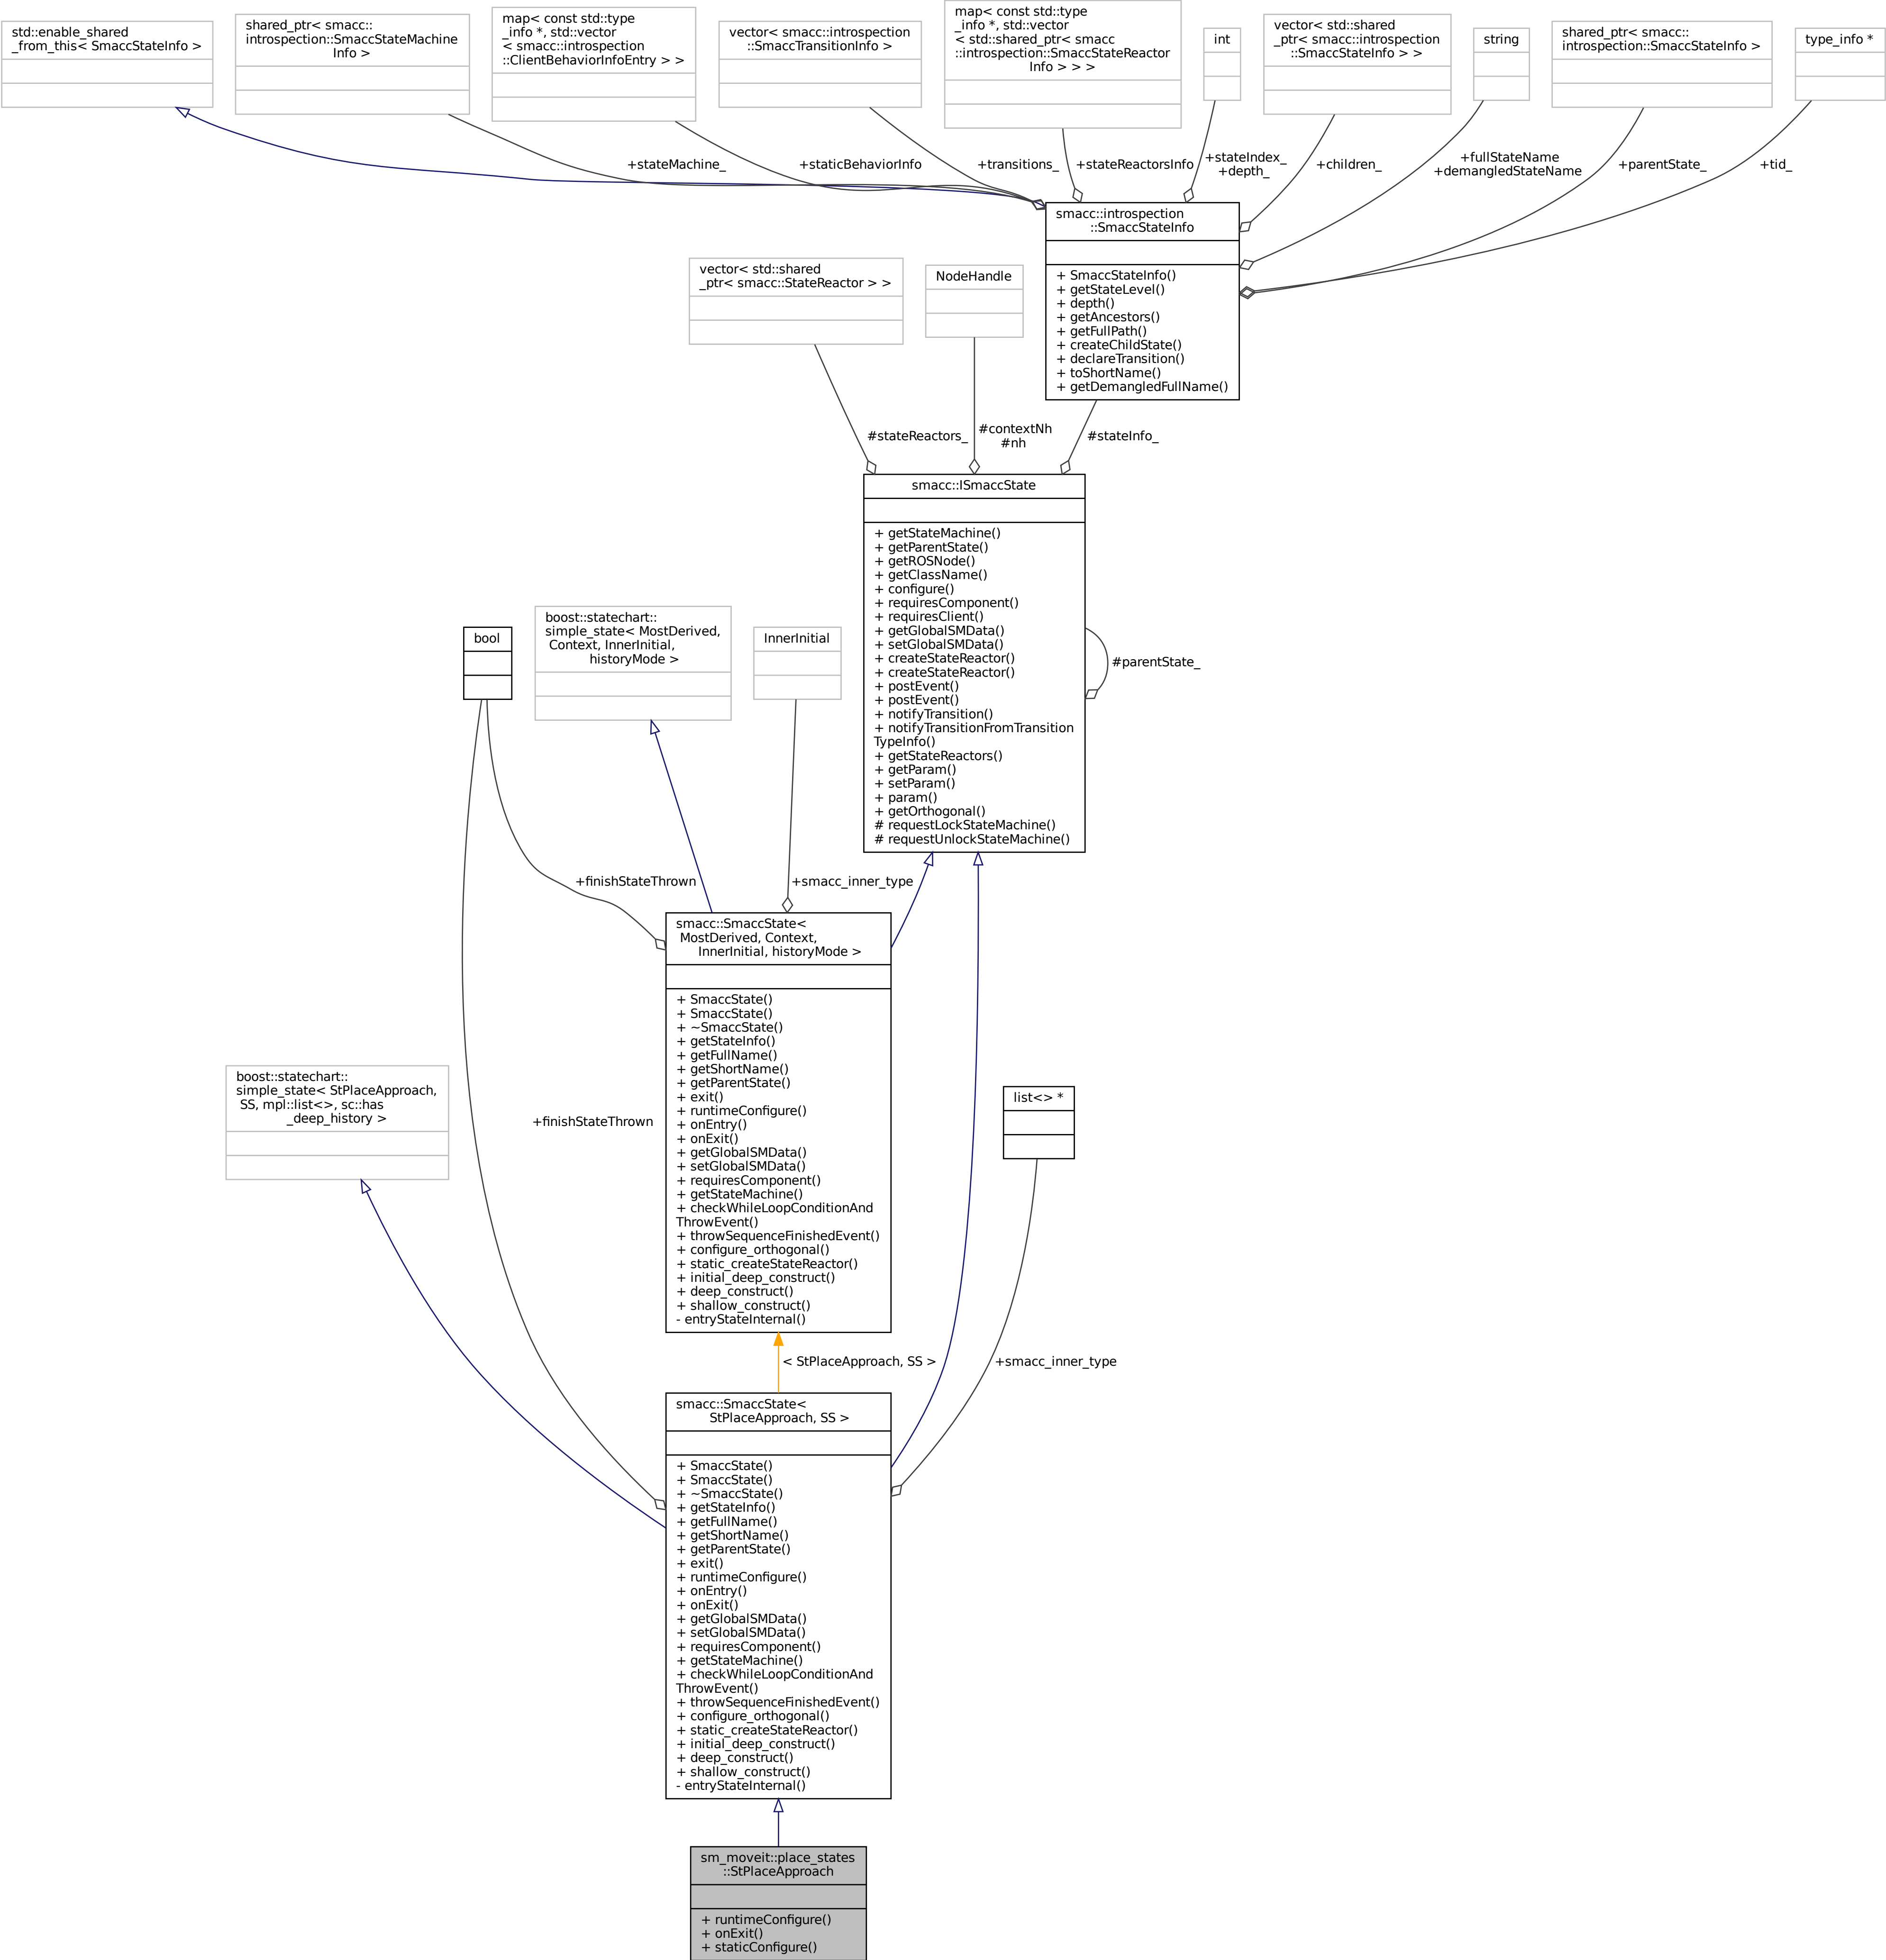 std::enable_shared
_from_this< SmaccStateInfo >
shared_ptr< smacc::
introspection::SmaccStateMachine
Info >
map< const std::type
_info *, std::vector
< smacc::introspection
::ClientBehaviorInfoEntry > >
vector< smacc::introspection
::SmaccTransitionInfo >
map< const std::type
_info *, std::vector
< std::shared_ptr< smacc
::introspection::SmaccStateReactor
Info > > >
int
vector< std::shared
_ptr< smacc::introspection
::SmaccStateInfo > >
string
shared_ptr< smacc::
introspection::SmaccStateInfo >
type_info *
+stateMachine_
+staticBehaviorInfo
+transitions_
+stateReactorsInfo
+stateIndex_
+depth_
+children_
+fullStateName
+demangledStateName
+parentState_
+tid_
smacc::introspection
::SmaccStateInfo
+ SmaccStateInfo()
+ getStateLevel()
+ depth()
+ getAncestors()
+ getFullPath()
+ createChildState()
+ declareTransition()
+ toShortName()
+ getDemangledFullName()
vector< std::shared
_ptr< smacc::StateReactor > >
NodeHandle
#stateReactors_
#contextNh
#nh
#stateInfo_
smacc::ISmaccState
+ getStateMachine()
+ getParentState()
+ getROSNode()
+ getClassName()
+ configure()
+ requiresComponent()
+ requiresClient()
+ getGlobalSMData()
+ setGlobalSMData()
+ createStateReactor()
+ createStateReactor()
+ postEvent()
+ postEvent()
+ notifyTransition()
+ notifyTransitionFromTransition
TypeInfo()
+ getStateReactors()
+ getParam()
+ setParam()
+ param()
+ getOrthogonal()
# requestLockStateMachine()
# requestUnlockStateMachine()
#parentState_
bool
boost::statechart::
simple_state< MostDerived,
Context, InnerInitial,
historyMode >
InnerInitial
+finishStateThrown
+smacc_inner_type
smacc::SmaccState<
MostDerived, Context,
InnerInitial, historyMode >
+ SmaccState()
+ SmaccState()
+ ~SmaccState()
+ getStateInfo()
+ getFullName()
+ getShortName()
+ getParentState()
+ exit()
+ runtimeConfigure()
+ onEntry()
+ onExit()
+ getGlobalSMData()
+ setGlobalSMData()
+ requiresComponent()
+ getStateMachine()
+ checkWhileLoopConditionAnd
ThrowEvent()
+ throwSequenceFinishedEvent()
+ configure_orthogonal()
+ static_createStateReactor()
+ initial_deep_construct()
+ deep_construct()
+ shallow_construct()
- entryStateInternal()
boost::statechart::
simple_state< StPlaceApproach,
SS, mpl::list<>, sc::has
_deep_history >
+finishStateThrown
list<> *
< StPlaceApproach, SS >
+smacc_inner_type
smacc::SmaccState<
StPlaceApproach, SS >
+ SmaccState()
+ SmaccState()
+ ~SmaccState()
+ getStateInfo()
+ getFullName()
+ getShortName()
+ getParentState()
+ exit()
+ runtimeConfigure()
+ onEntry()
+ onExit()
+ getGlobalSMData()
+ setGlobalSMData()
+ requiresComponent()
+ getStateMachine()
+ checkWhileLoopConditionAnd
ThrowEvent()
+ throwSequenceFinishedEvent()
+ configure_orthogonal()
+ static_createStateReactor()
+ initial_deep_construct()
+ deep_construct()
+ shallow_construct()
- entryStateInternal()
sm_moveit::place_states
::StPlaceApproach
+ runtimeConfigure()
+ onExit()
+ staticConfigure()